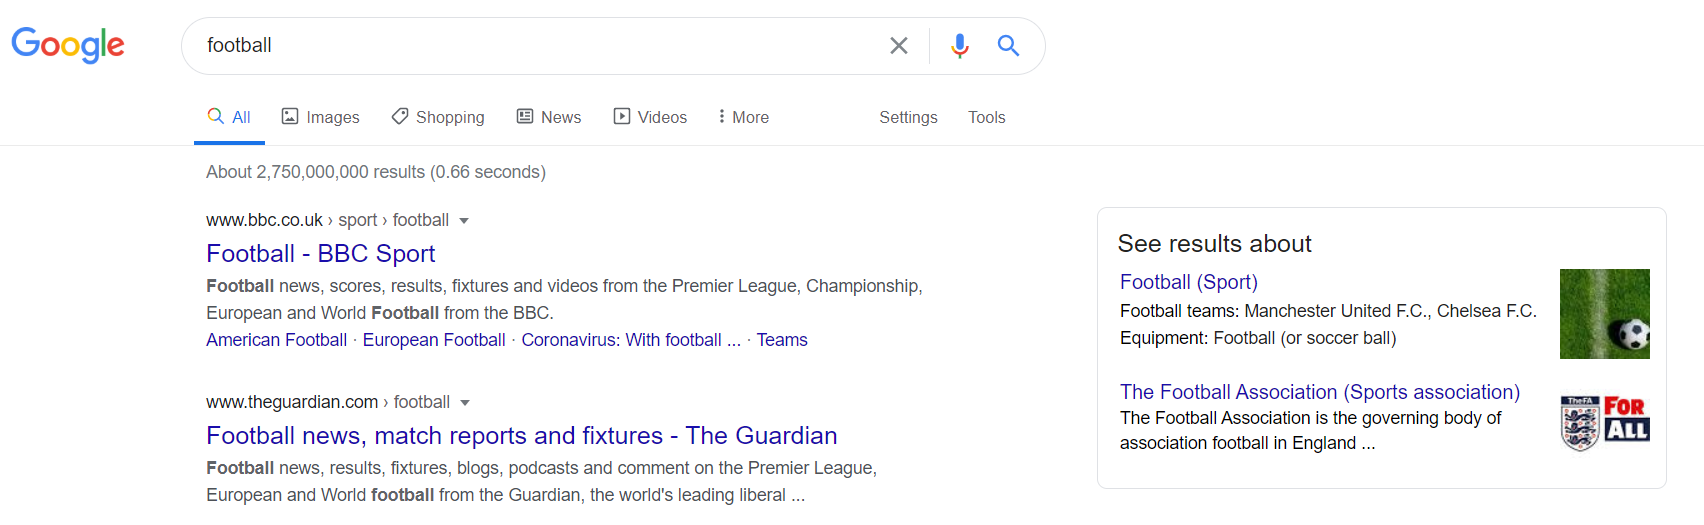 Google
football
All
Images
Shopping
News
Videos
More
Settings
Tools
About 2,750,000,000 results (0.66 seconds)
www.bbc.co.uk › sport › football
Football - BBC Sport
Football news, scores, results, fixtures and videos from the Premier League, Championship,
European and World Football from the BBC.
American Football · European Football · Coronavirus: With football ... · Teams
www.theguardian.com › football
Football news, match reports and fixtures - The Guardian
Football news, results, fixtures, blogs, podcasts and comment on the Premier League,
European and World football from the Guardian, the world's leading liberal ...
See results about
Football (Sport)
Football teams: Manchester United F.C., Chelsea F.C.
Equipment: Football (or soccer ball)
The Football Association (Sports association)
The Football Association is the governing body of
association football in England ...
TheFA
FOR
ALL